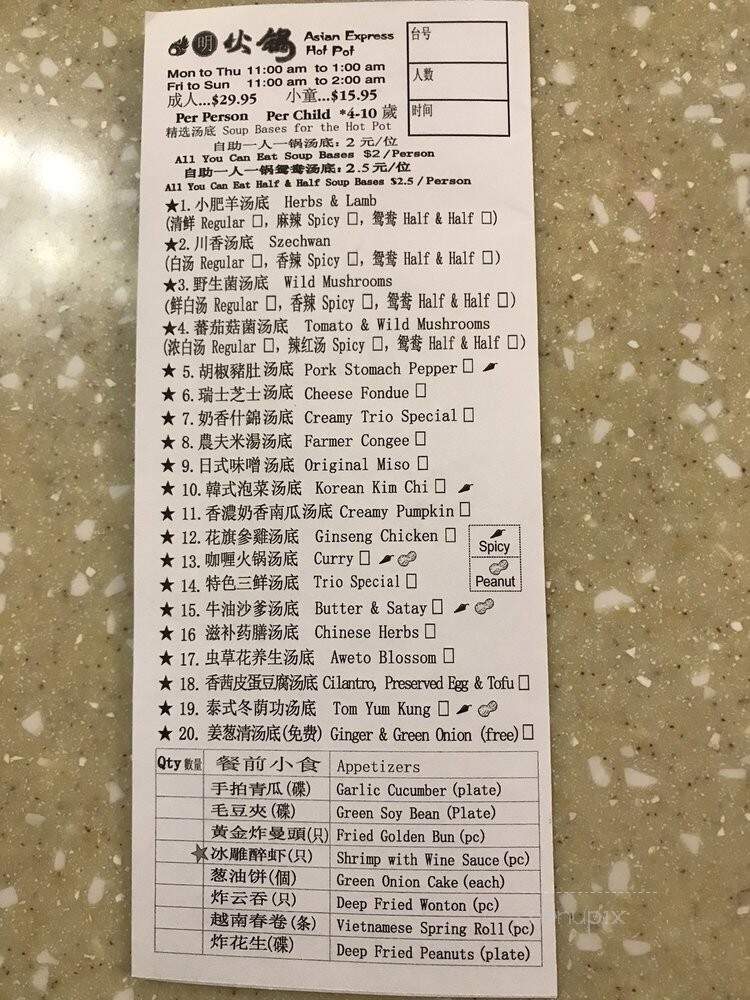 明 火锅 Asian Express
Hot Pot
台号
人数
时间
Mon to Thu 11:00 am to 1:00 am
Fri to Sun 11:00 am to 2:00 am
成人...$29.95 小童...$15.95
Per Person Per Child *4-10 歲
精选汤底 Soup Bases for the Hot Pot
自助一人一锅汤底: 2 元/位
All You Can Eat Soup Bases $2/Person
自助一人一锅鸳鸯汤底: 2.5 元/位
All You Can Eat Half & Half Soup Bases $2.5 / Person
★1. 小肥羊汤底 Herbs & Lamb
(清鲜 Regular □, 麻辣 Spicy □, 鸳鸯 Half & Half □)
★2. 川香汤底 Szechwan
(白汤 Regular □, 香辣 Spicy □, 鸳鸯 Half & Half □)
★3. 野生菌汤底 Wild Mushrooms
(鲜白汤 Regular □, 香辣 Spicy □, 鸳鸯 Half & Half □)
★4. 蕃茄菇菌汤底 Tomato & Wild Mushrooms
(浓白汤 Regular □, 辣红汤 Spicy □, 鸳鸯 Half & Half □)
★ 5. 胡椒豬肚汤底 Pork Stomach Pepper □
★ 6. 瑞士芝士汤底 Cheese Fondue □
★ 7. 奶香什錦汤底 Creamy Trio Special □
★ 8. 農夫米湯汤底 Farmer Congee □
★ 9. 日式味噌汤底 Original Miso □
★ 10. 韓式泡菜汤底 Korean Kim Chi □
★ 11. 香濃奶香南瓜汤底 Creamy Pumpkin □
★ 12. 花旗參雞汤底 Ginseng Chicken □
★ 13. 咖喱火锅汤底 Curry □
★ 14. 特色三鲜汤底 Trio Special □
★ 15. 牛油沙爹汤底 Butter & Satay □
★ 16 滋补药膳汤底 Chinese Herbs □
★ 17. 虫草花养生汤底 Aweto Blossom □
★ 18. 香茜皮蛋豆腐汤底 Cilantro, Preserved Egg & Tofu □
★ 19. 泰式冬荫功汤底 Tom Yum Kung □
★ 20. 姜葱清汤底(免费) Ginger & Green Onion (free) □
Spicy
Peanut
Qty 數量 餐前小食 Appetizers
手拍青瓜(碟) Garlic Cucumber (plate)
毛豆夾(碟) Green Soy Bean (Plate)
黃金炸曼頭(只) Fried Golden Bun (pc)
★冰雕醉虾(只) Shrimp with Wine Sauce (pc)
葱油饼(個) Green Onion Cake (each)
炸云吞(只) Deep Fried Wonton (pc)
越南春卷(条) Vietnamese Spring Roll (pc)
炸花生(碟) Deep Fried Peanuts (plate)